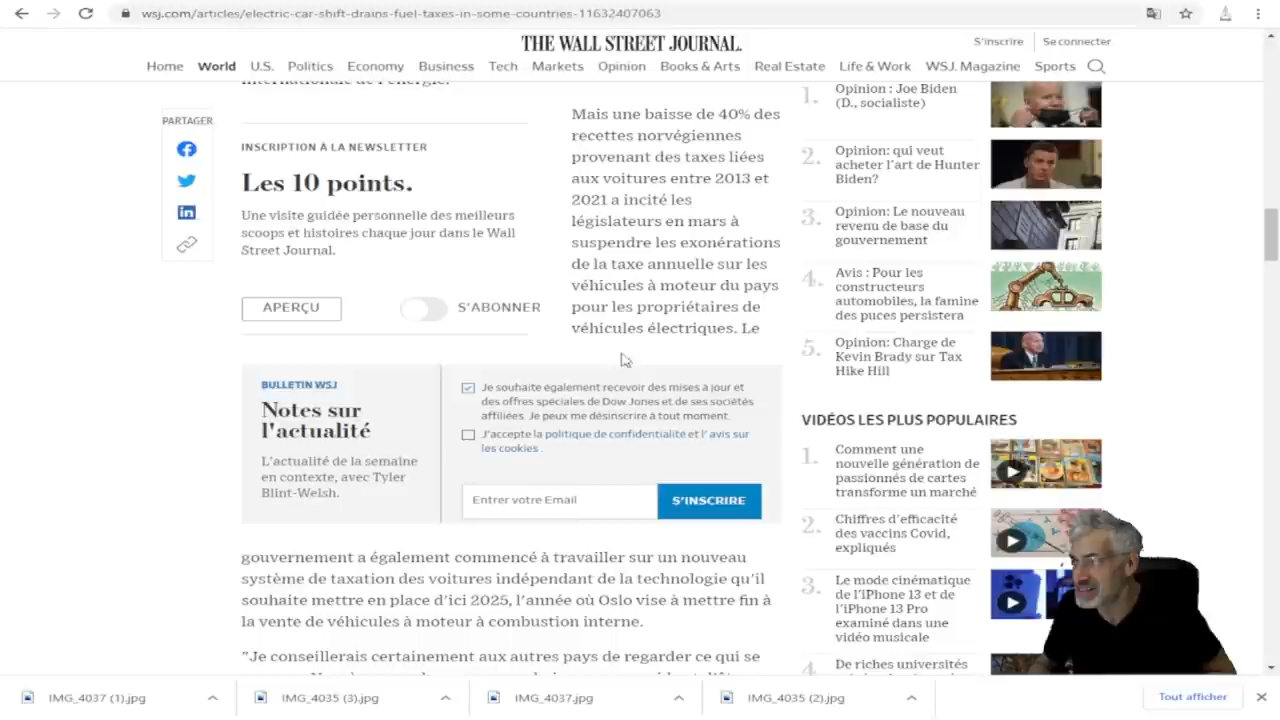 wsj.com/articles/electric-car-shift-drains-fuel-taxes-in-some-countries-11632407063
THE WALL STREET JOURNAL.
S'inscrire
Se connecter
Home World U.S. Politics Economy Business Tech Markets Opinion Books & Arts Real Estate Life & Work WSJ. Magazine Sports
internationale de l'énergie.
PARTAGER
INSCRIPTION À LA NEWSLETTER
Les 10 points.
Une visite guidée personnelle des meilleurs
scoops et histoires chaque jour dans le Wall
Street Journal.
APERÇU
S'ABONNER
Mais une baisse de 40% des
recettes norvégiennes
provenant des taxes liées
aux voitures entre 2013 et
2021 a incité les
législateurs en mars à
suspendre les exonérations
de la taxe annuelle sur les
véhicules à moteur du pays
pour les propriétaires de
véhicules électriques. Le
BULLETIN WSJ
Notes sur
l'actualité
L'actualité de la semaine
en contexte, avec Tyler
Blint-Welsh.
Je souhaite également recevoir des mises à jour et
des offres spéciales de Dow Jones et de ses sociétés
affiliées. Je peux me désinscrire à tout moment.
J'accepte la politique de confidentialité et l' avis sur
les cookies .
Entrer votre Email
S'INSCRIRE
gouvernement a également commencé à travailler sur un nouveau
système de taxation des voitures indépendant de la technologie qu'il
souhaite mettre en place d'ici 2025, l'année où Oslo vise à mettre fin à
la vente de véhicules à moteur à combustion interne.
"Je conseillerais certainement aux autres pays de regarder ce qui se
1. Opinion : Joe Biden
(D., socialiste)
2. Opinion: qui veut
acheter l'art de Hunter
Biden?
3. Opinion: Le nouveau
revenu de base du
gouvernement
4. Avis : Pour les
constructeurs
automobiles, la famine
des puces persistera
5. Opinion: Charge de
Kevin Brady sur Tax
Hike Hill
VIDÉOS LES PLUS POPULAIRES
1. Comment une
nouvelle génération de
passionnés de cartes
transforme un marché
2. Chiffres d'efficacité
des vaccins Covid,
expliqués
3. Le mode cinématique
de l'iPhone 13 et de
l'iPhone 13 Pro
examiné dans une
vidéo musicale
4. De riches universités
IMG_4037 (1).jpg
IMG_4035 (3).jpg
IMG_4037.jpg
IMG_4035 (2).jpg
Tout afficher